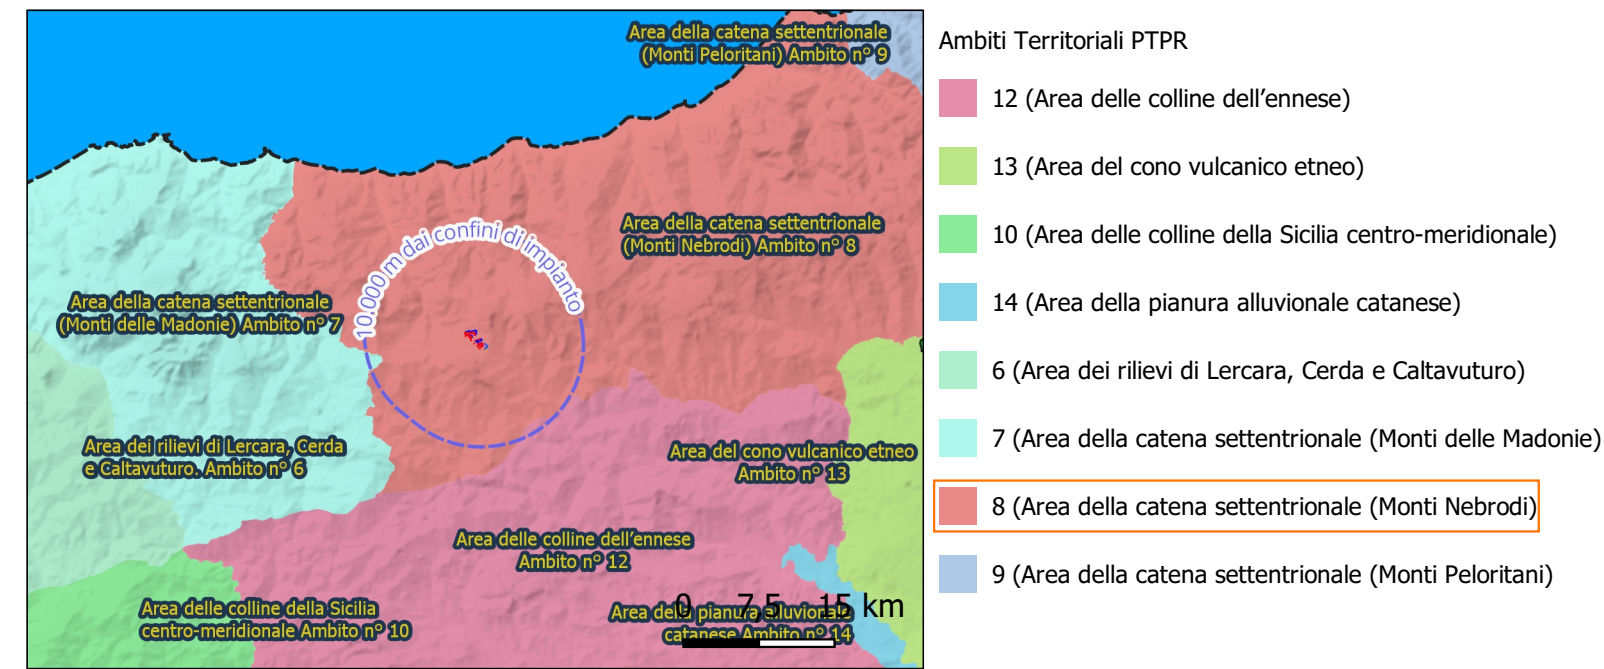 Area della catena settentrionale
(Monti Peloritani) Ambito n° 9
Area della catena settentrionale
(Monti Nebrodi) Ambito n° 8
10.000 m dai confini di impianto
Area della catena settentrionale
(Monti delle Madonie) Ambito n° 7
Area dei rilievi di Lercara, Cerda
e Caltavuturo. Ambito n° 6
Area del cono vulcanico etneo
Ambito n° 13
Area delle colline dell'ennese
Ambito n° 12
Area delle colline della Sicilia
centro-meridionale Ambito n° 10
Area della pianura alluvionale
catanese Ambito n° 14
0 7,5 15 km
Ambiti Territoriali PTPR
12 (Area delle colline dell’ennese)
13 (Area del cono vulcanico etneo)
10 (Area delle colline della Sicilia centro-meridionale)
14 (Area della pianura alluvionale catanese)
6 (Area dei rilievi di Lercara, Cerda e Caltavuturo)
7 (Area della catena settentrionale (Monti delle Madonie)
8 (Area della catena settentrionale (Monti Nebrodi)
9 (Area della catena settentrionale (Monti Peloritani)